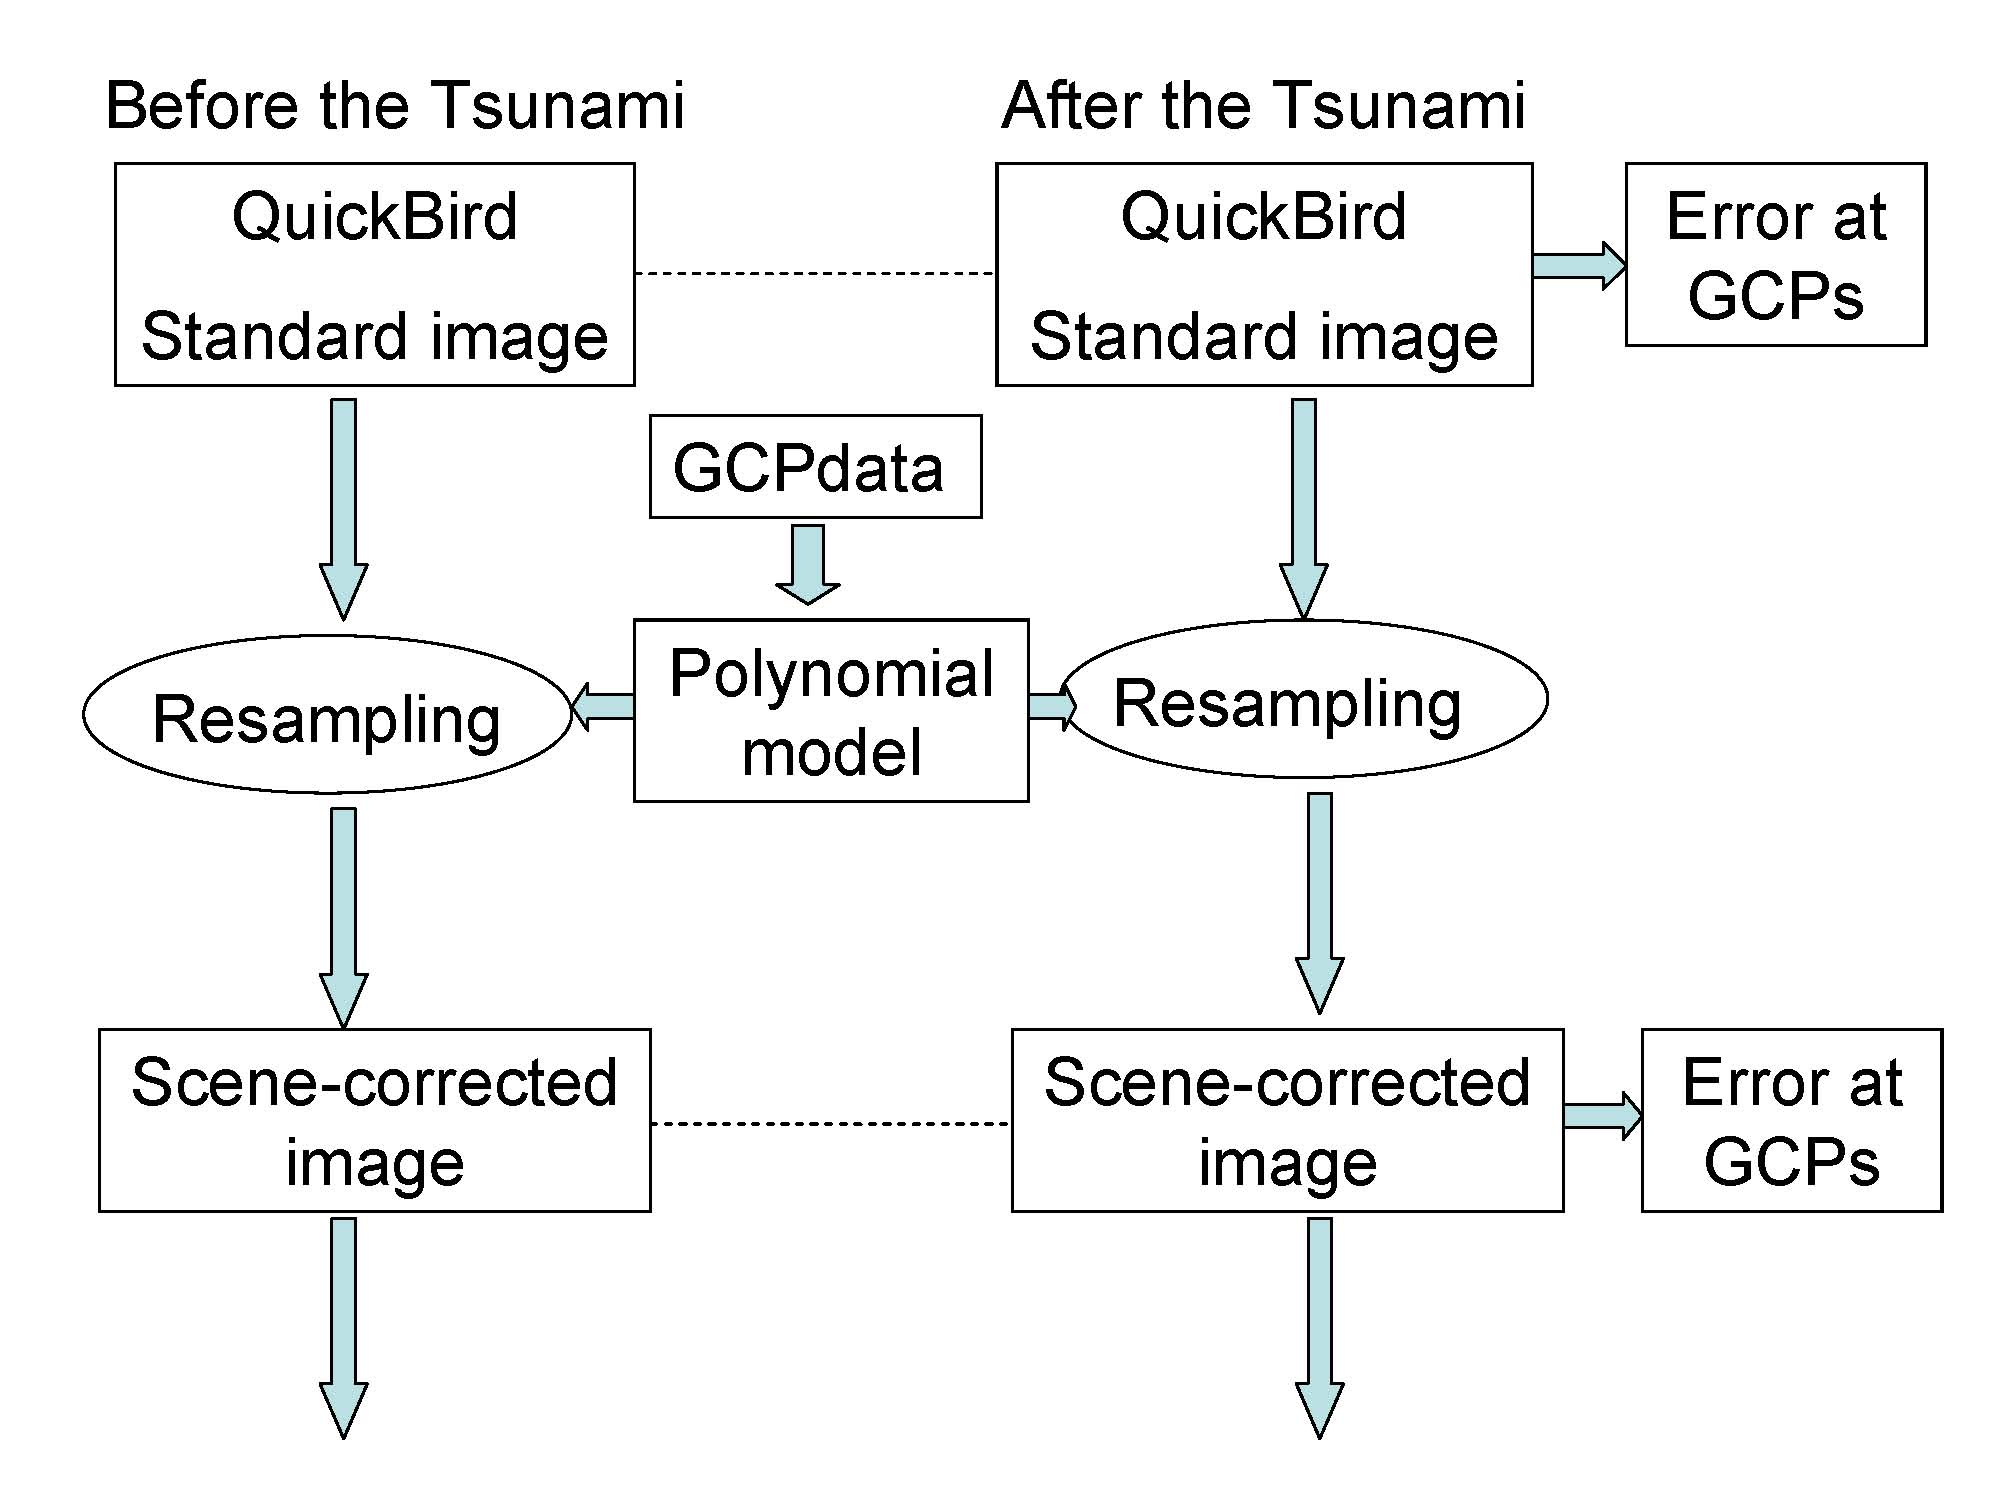 Before the Tsunami
After the Tsunami
QuickBird
Standard image
QuickBird
Standard image
Error at
GCPs
GCPdata
Polynomial
model
Resampling
Resampling
Scene-corrected
image
Scene-corrected
image
Error at
GCPs